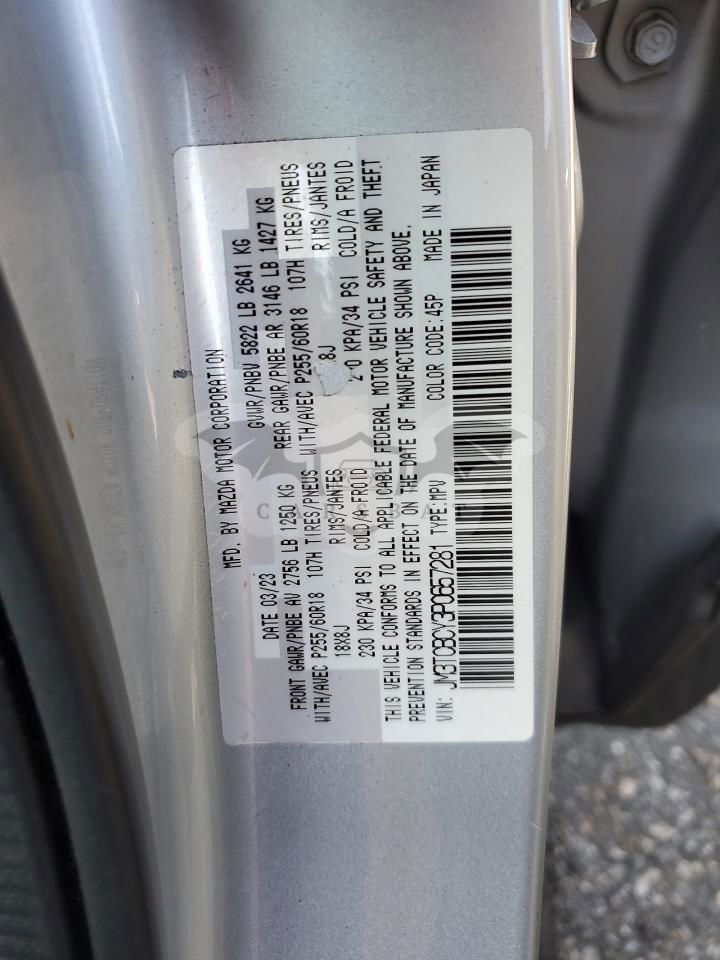 MFD. BY MAZDA MOTOR CORPORATION
DATE 03/23 GVWR/PNBV 5822 LB 2641 KG
FRONT GAWR/PNBE AV 2756 LB 1250 KG REAR GAWR/PNBE AR 3146 LB 1427 KG
WITH/AVEC P255/60R18 107H TIRES/PNEUS WITH/AVEC P255/60R18 107H TIRES/PNEUS
18X8J RIMS/JANTES 8J RIMS/JANTES
230 KPA/34 PSI COLD/A FROID KPA/34 PSI COLD/A FROID
THIS VEHICLE CONFORMS TO ALL APPLICABLE FEDERAL MOTOR VEHICLE SAFETY AND THEFT
PREVENTION STANDARDS IN EFFECT ON THE DATE OF MANUFACTURE SHOWN ABOVE.
VIN: JM3TCBCY3P0657281 TYPE:MPV COLOR CODE:45P MADE IN JAPAN